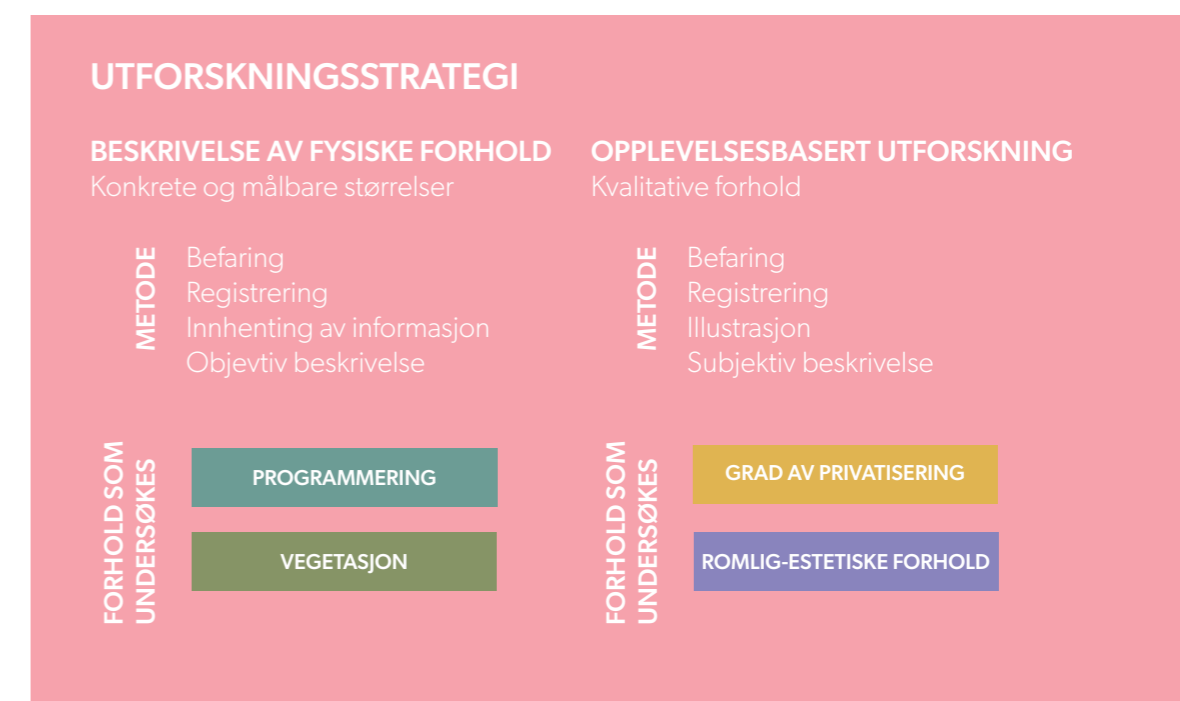 UTFORSKNINGSSTRATEGI
BESKRIVELSE AV FYSISKE FORHOLD
Konkrete og målbare størrelser
METODE
Befaring
Registrering
Innhenting av informasjon
Objevtiv beskrivelse
FORHOLD SOM
UNDERSØKES
PROGRAMMERING
VEGETASJON
OPPLEVELSESBASERT UTFORSKNING
Kvalitative forhold
METODE
Befaring
Registrering
Illustrasjon
Subjektiv beskrivelse
FORHOLD SOM
UNDERSØKES
GRAD AV PRIVATISERING
ROMLIG-ESTETISKE FORHOLD